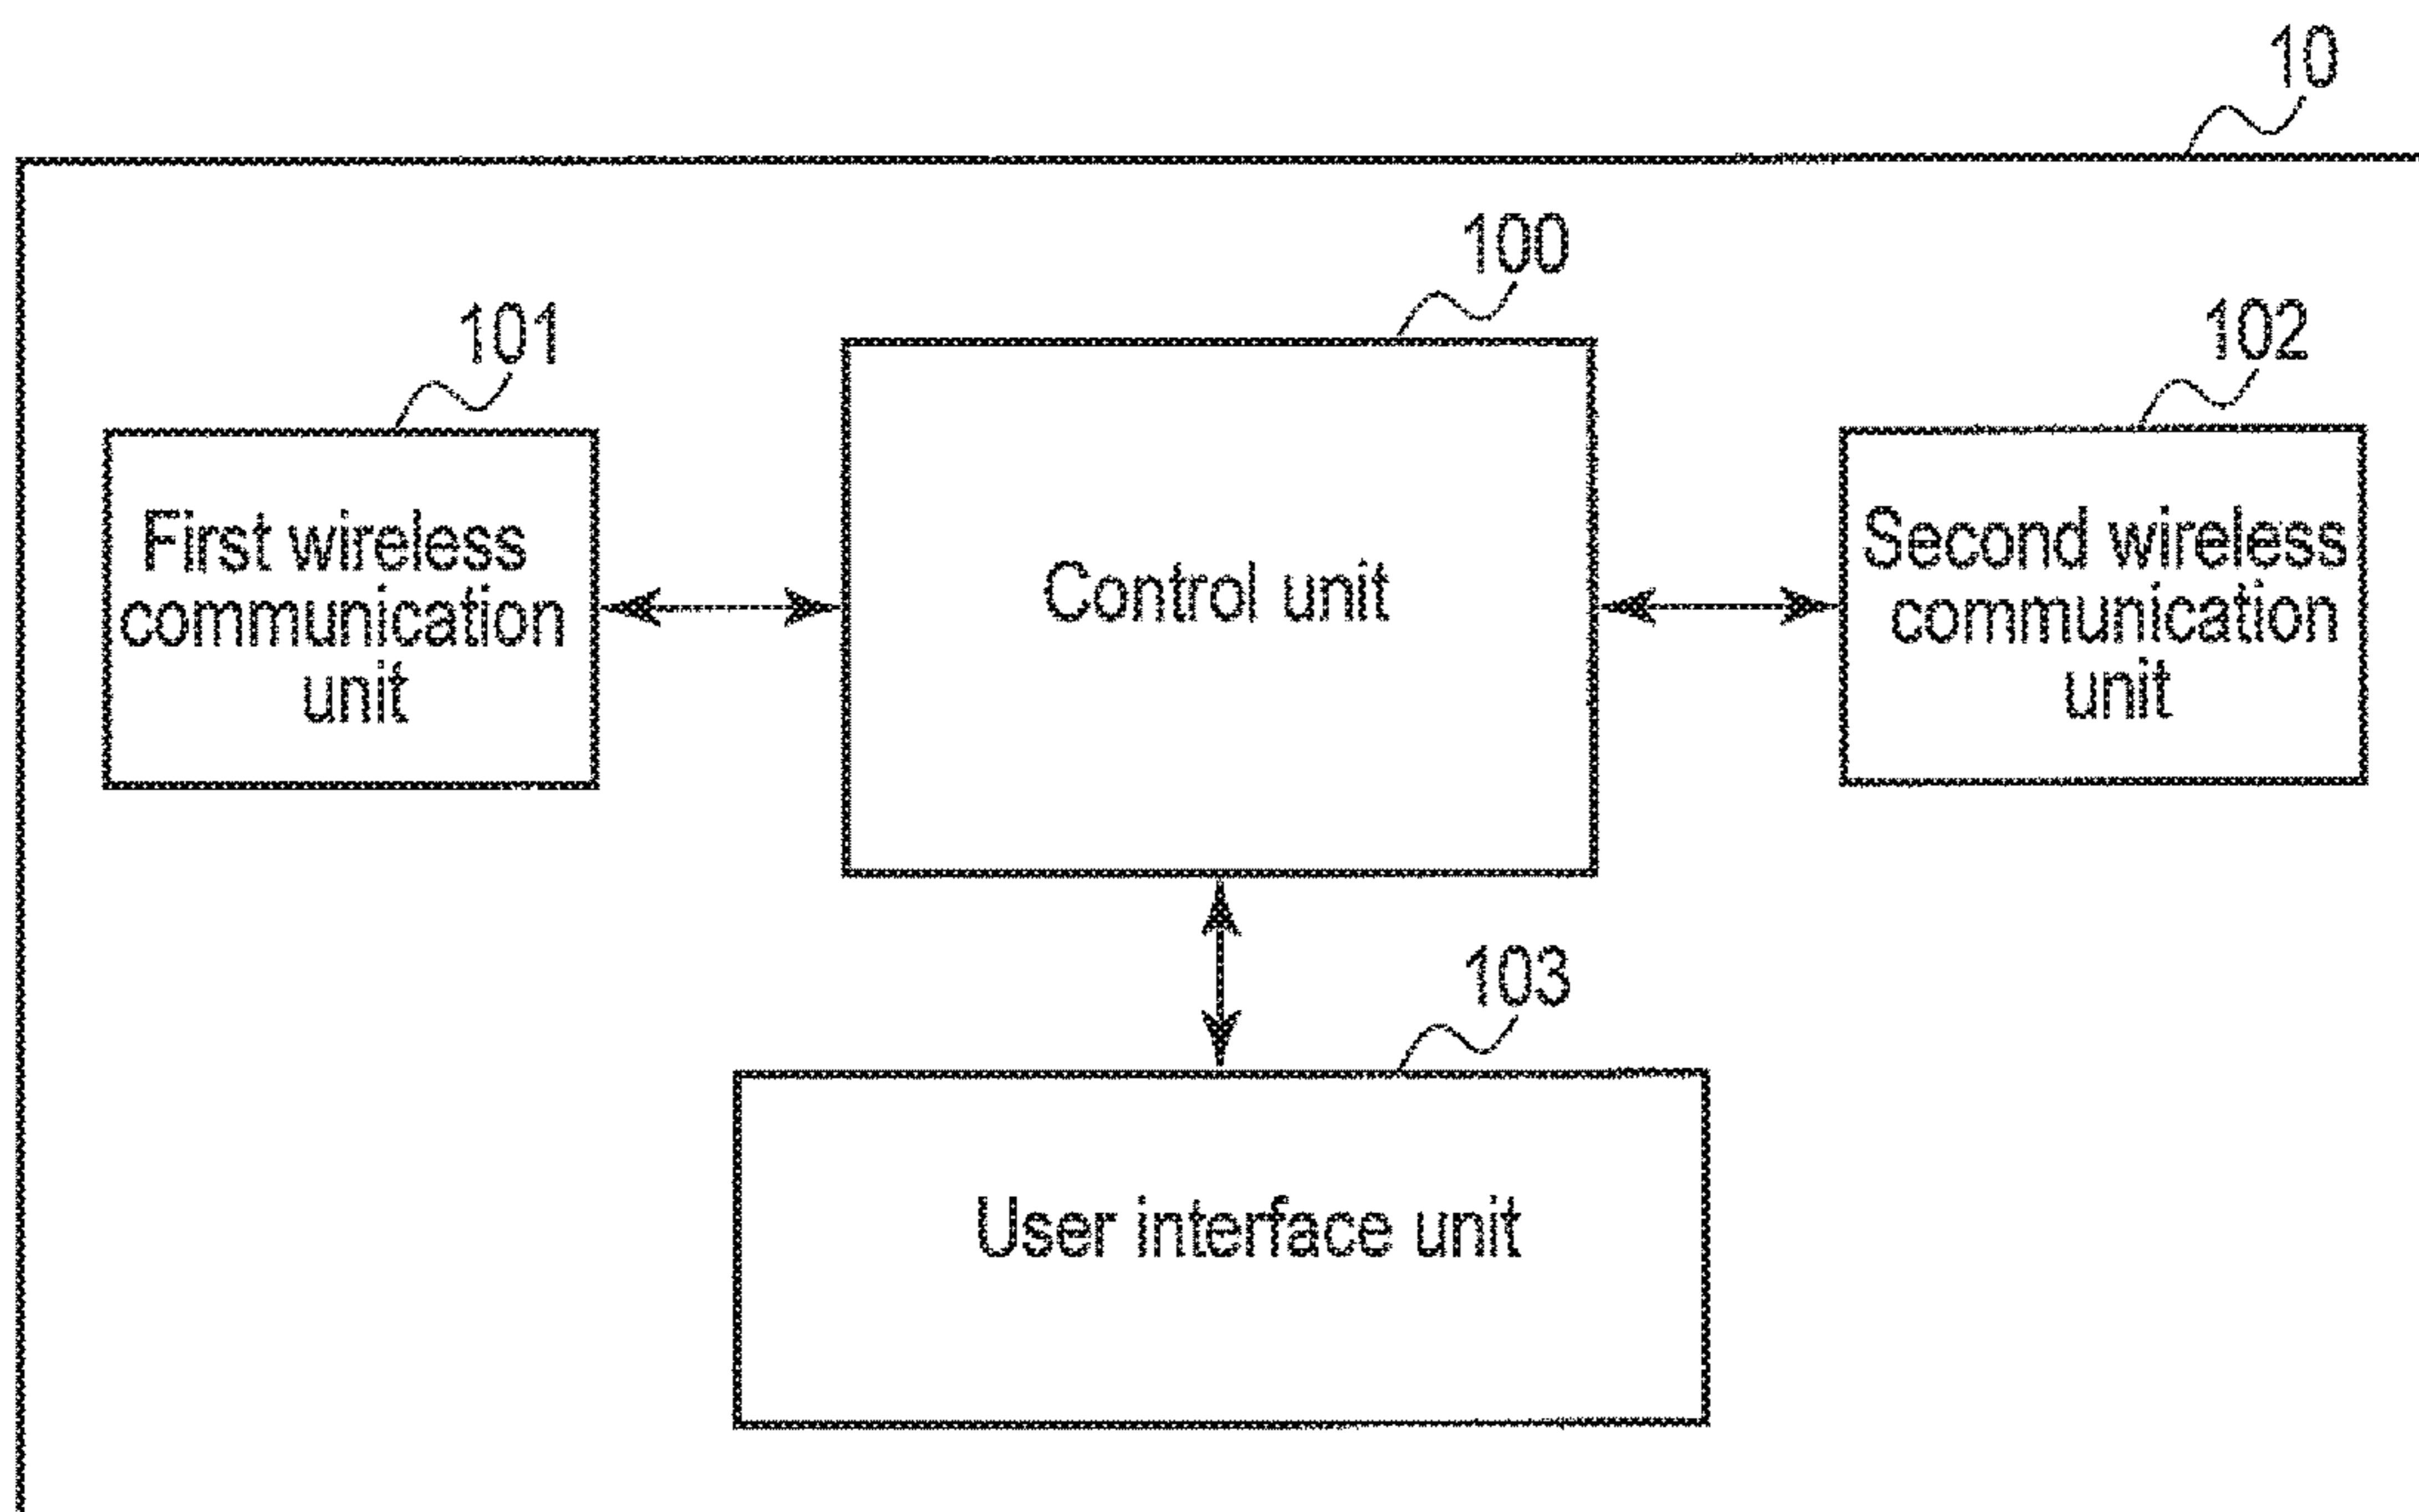 10
100
101
102
First wireless
communication
unit
Control unit
Second wireless
communication
unit
103
User interface unit